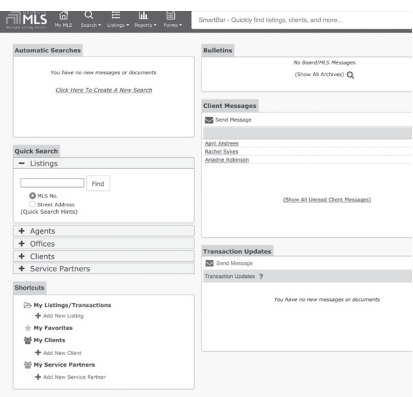 MLS
My MLS
Search
Listings
Reports
Forms
SmartBar - Quickly find listings, clients, and more...
Automatic Searches
You have no new messages or documents
Click Here To Create A New Search
Quick Search
Listings
Find
MLS No.
Street Address
(Quick Search Hints)
Agents
Offices
Clients
Service Partners
Shortcuts
My Listings/Transactions
Add New Listing
My Favorites
My Clients
Add New Client
My Service Partners
Add New Service Partner
Bulletins
No Board/MLS Messages
(Show All Archives)
Client Messages
Send Message
April Andrees
Rachel Sykes
Ariadne Robinson
(Show All Unread Client Messages)
Transaction Updates
Send Message
Transaction Updates ?
You have no new messages or documents